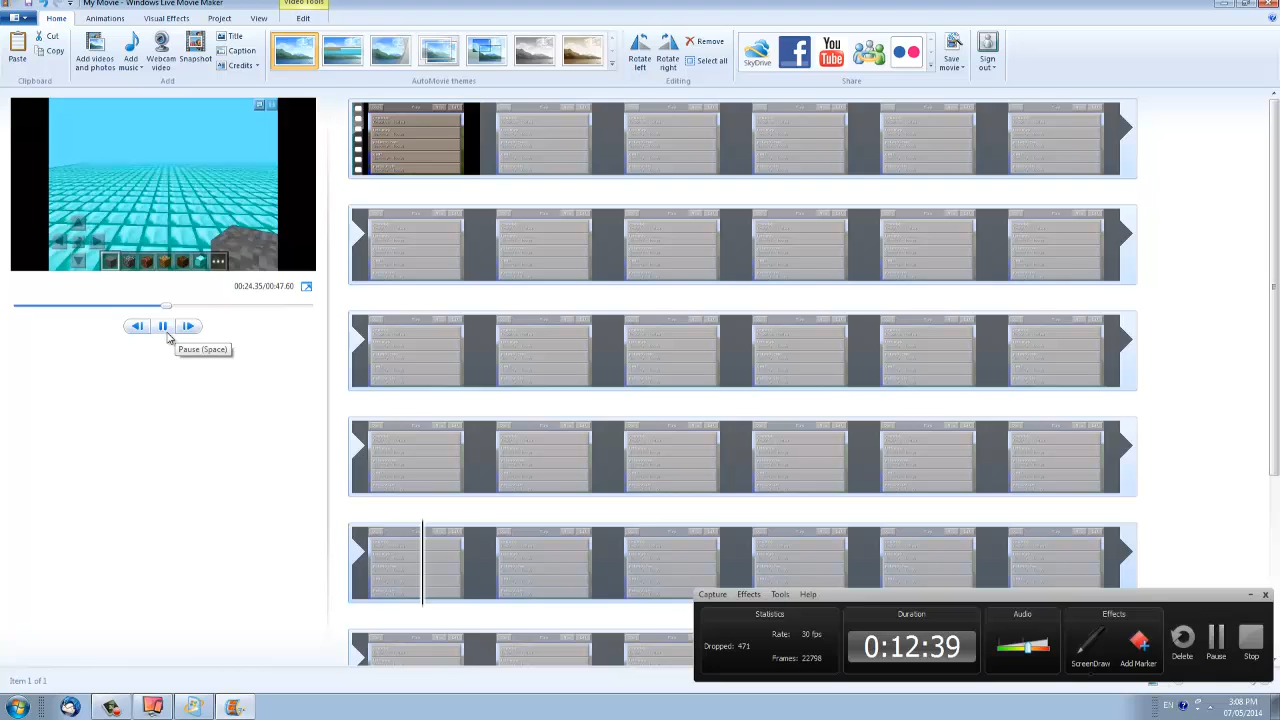 My Movie - Windows Live Movie Maker
Video Tools
Home
Animations
Visual Effects
Project
View
Edit
Paste
Cut
Copy
Clipboard
Add videos and photos
Add music
Webcam video
Snapshot
Title
Caption
Credits
Add
AutoMovie themes
Rotate left
Rotate right
Remove
Select all
Editing
SkyDrive
You Tube
Share
Save movie
Sign out
00:24.35/00:47.60
Pause (Space)
Capture Effects Tools Help
Statistics
Duration
Audio
Effects
Dropped: 471
Rate: 30 fps
Frames: 22798
0:12:39
ScreenDraw
Add Marker
Delete
Pause
Stop
Item 1 of 1
EN
3:08 PM
07/05/2014